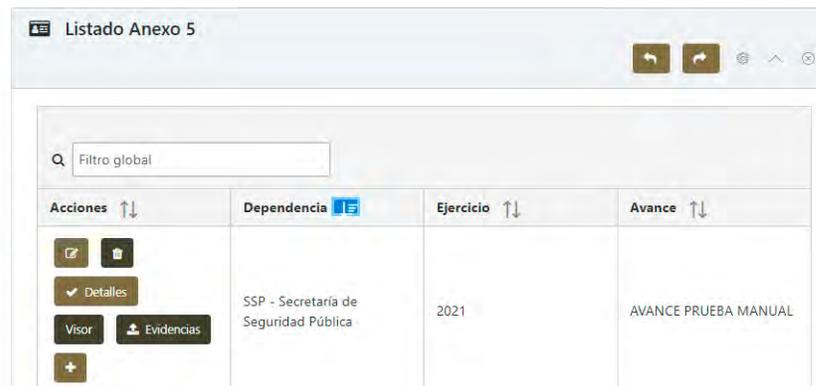 Listado Anexo 5
Filtro global
Acciones Dependencia Ejercicio Avance
Detalles
Visor Evidencias
SSP - Secretaría de
Seguridad Pública
2021
AVANCE PRUEBA MANUAL